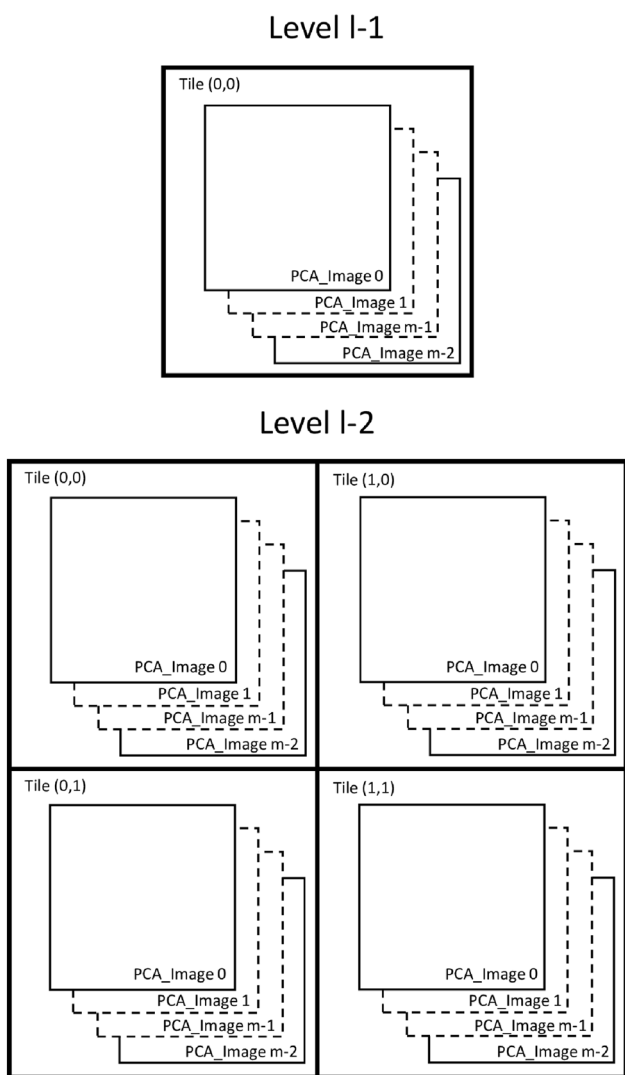 Level l-1
Tile (0,0)
PCA_Image 0
PCA_Image 1
PCA_Image m-1
PCA_Image m-2
Level l-2
Tile (0,0)
PCA_Image 0
PCA_Image 1
PCA_Image m-1
PCA_Image m-2
Tile (1,0)
PCA_Image 0
PCA_Image 1
PCA_Image m-1
PCA_Image m-2
Tile (0,1)
PCA_Image 0
PCA_Image 1
PCA_Image m-1
PCA_Image m-2
Tile (1,1)
PCA_Image 0
PCA_Image 1
PCA_Image m-1
PCA_Image m-2